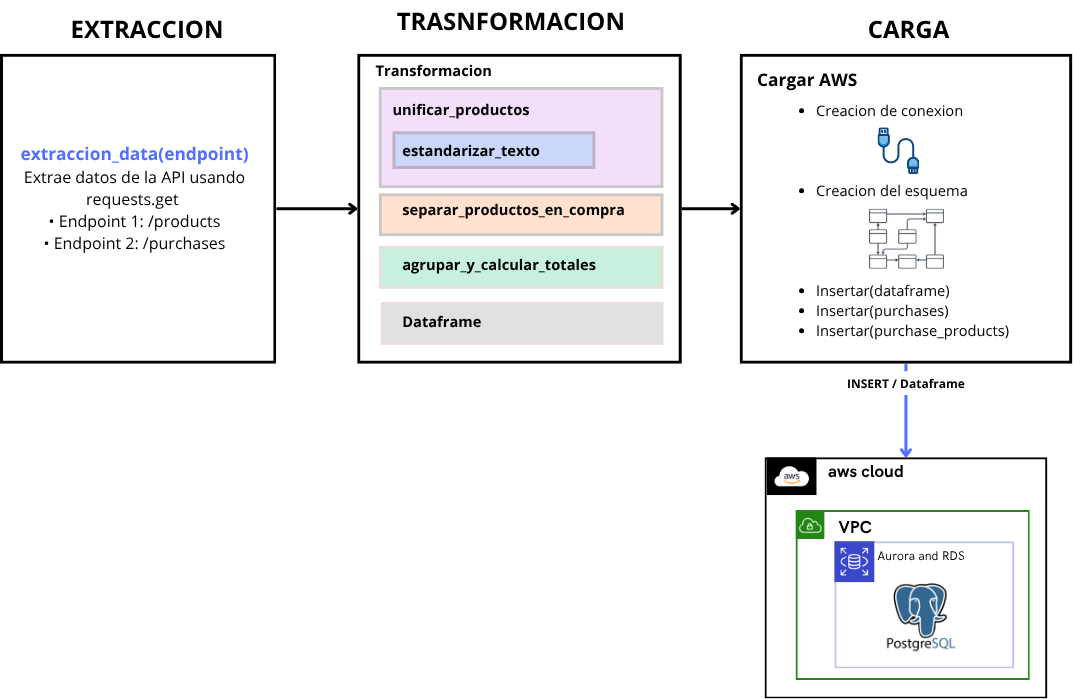 EXTRACCION
TRASNFORMACION
CARGA
extraccion_data(endpoint)
Extrae datos de la API usando
requests.get
• Endpoint 1: /products
• Endpoint 2: /purchases
Transformacion
unificar_productos
estandarizar_texto
separar_productos_en_compra
agrupar_y_calcular_totales
Dataframe
Cargar AWS
• Creacion de conexion
• Creacion del esquema
• Insertar(dataframe)
• Insertar(purchases)
• Insertar(purchase_products)
INSERT / Dataframe
aws
aws cloud
VPC
Aurora and RDS
PostgreSQL